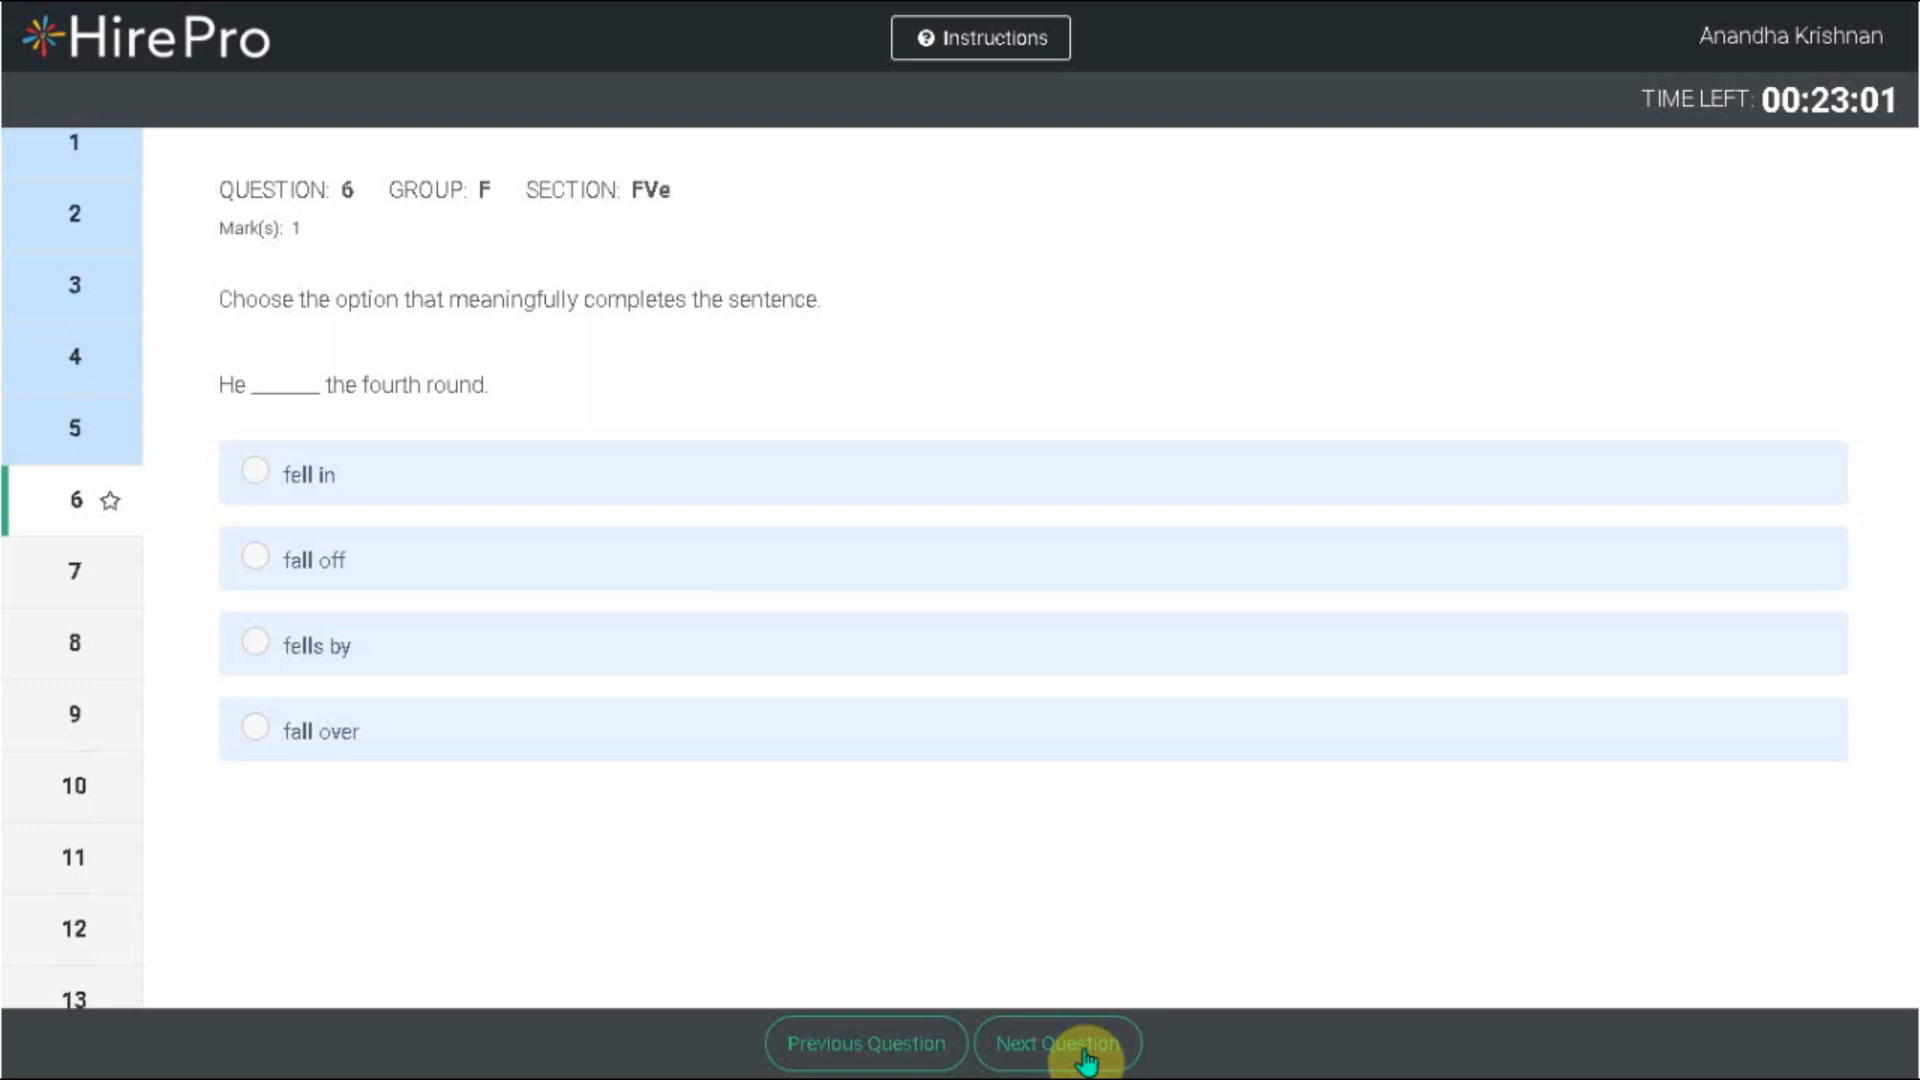 HirePro
Instructions
Anandha Krishnan
TIME LEFT: 00:23:01
1
2
3
4
5
6
7
8
9
10
11
12
13
QUESTION: 6 GROUP: F SECTION: FVe
Mark(s): 1
Choose the option that meaningfully completes the sentence.
He ______ the fourth round.
fell in
fall off
fells by
fall over
Previous Question
Next Question